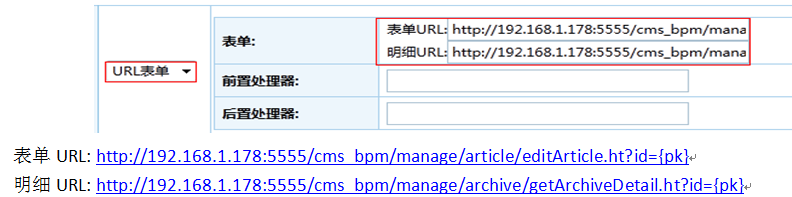 URL表单
表单:
表单URL: http://192.168.1.178:5555/cms_bpm/mana
明细URL: http://192.168.1.178:5555/cms_bpm/mana
前置处理器:
后置处理器:
表单 URL: http://192.168.1.178:5555/cms_bpm/manage/article/editArticle.ht?id={pk}
明细 URL: http://192.168.1.178:5555/cms_bpm/manage/archive/getArchiveDetail.ht?id={pk}